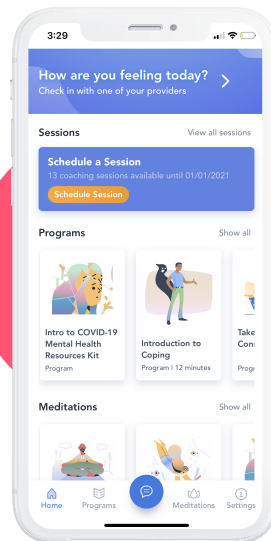 3:29
How are you feeling today?
Check in with one of your providers
Sessions View all sessions
Schedule a Session
13 coaching sessions available until 01/01/2021
Schedule Session
Programs Show all
Intro to COVID-19
Mental Health
Resources Kit
Program
Introduction to
Coping
Program | 12 minutes
Take
Meditations Show all
Home Programs Meditations Settings